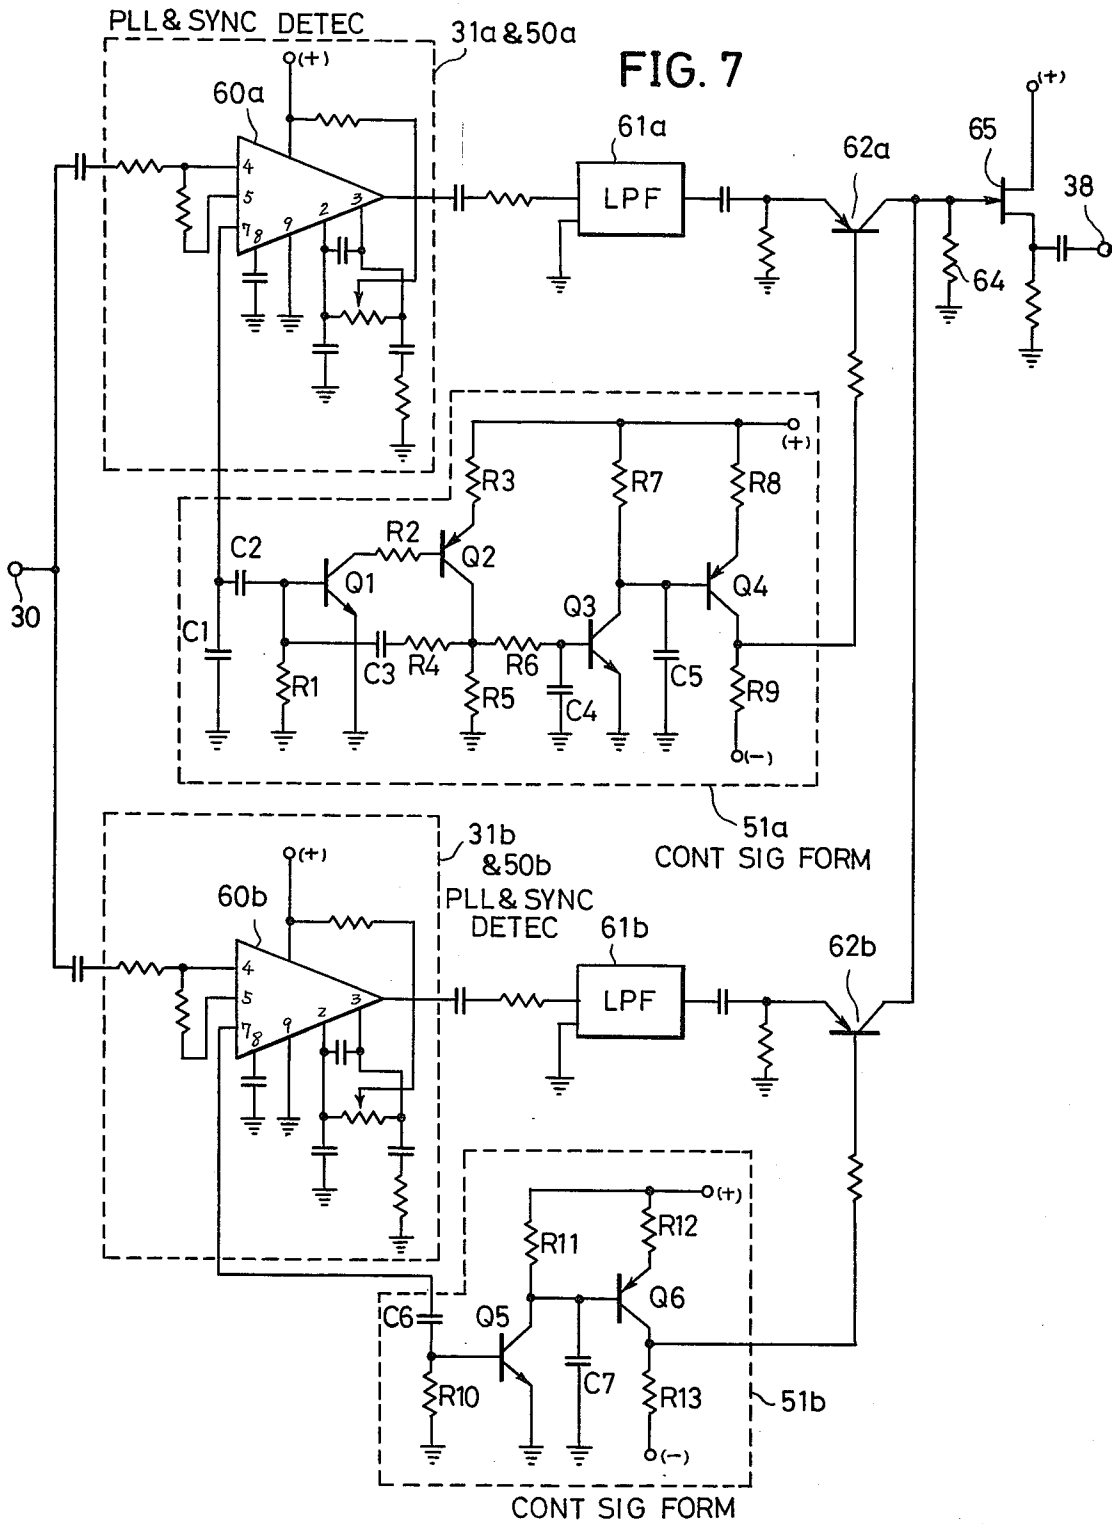 PLL & SYNC DETEC
31a & 50a
FIG. 7
(+)
(+)
60a
61a
62a
65
38
4
5
7
8
9
2
3
LPF
64
(+)
R3
R7
R8
C2
R2
Q2
Q1
Q3
Q4
30
C1
R1
C3
R4
R6
R5
C4
C5
R9
(-)
51a
CONT SIG FORM
31b
& 50b
PLL & SYNC
DETEC
(+)
60b
61b
62b
4
5
7
8
9
2
3
LPF
(+)
R11
R12
C6
Q5
Q6
R10
C7
R13
51b
(-)
CONT SIG FORM